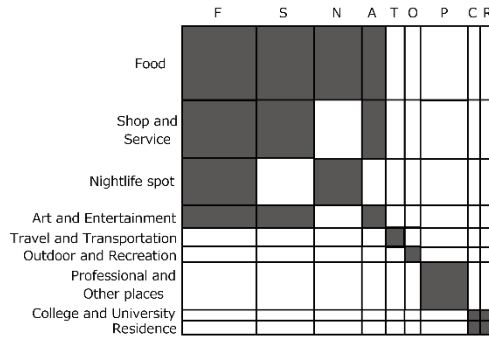 F S N A T O P C R
Food
Shop and
Service
Nightlife spot
Art and Entertainment
Travel and Transportation
Outdoor and Recreation
Professional and
Other places
College and University
Residence